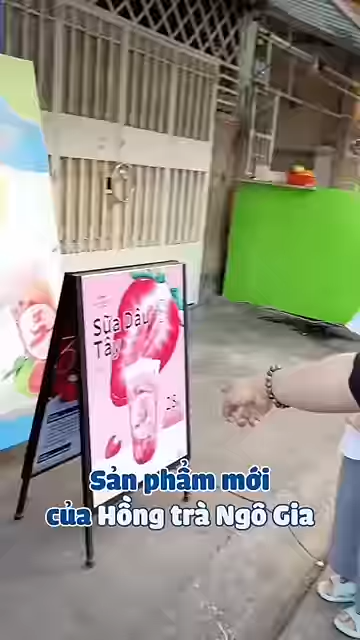 Sữa Dâu
Tây
Sản phẩm mới
của Hồng trà Ngô Gia